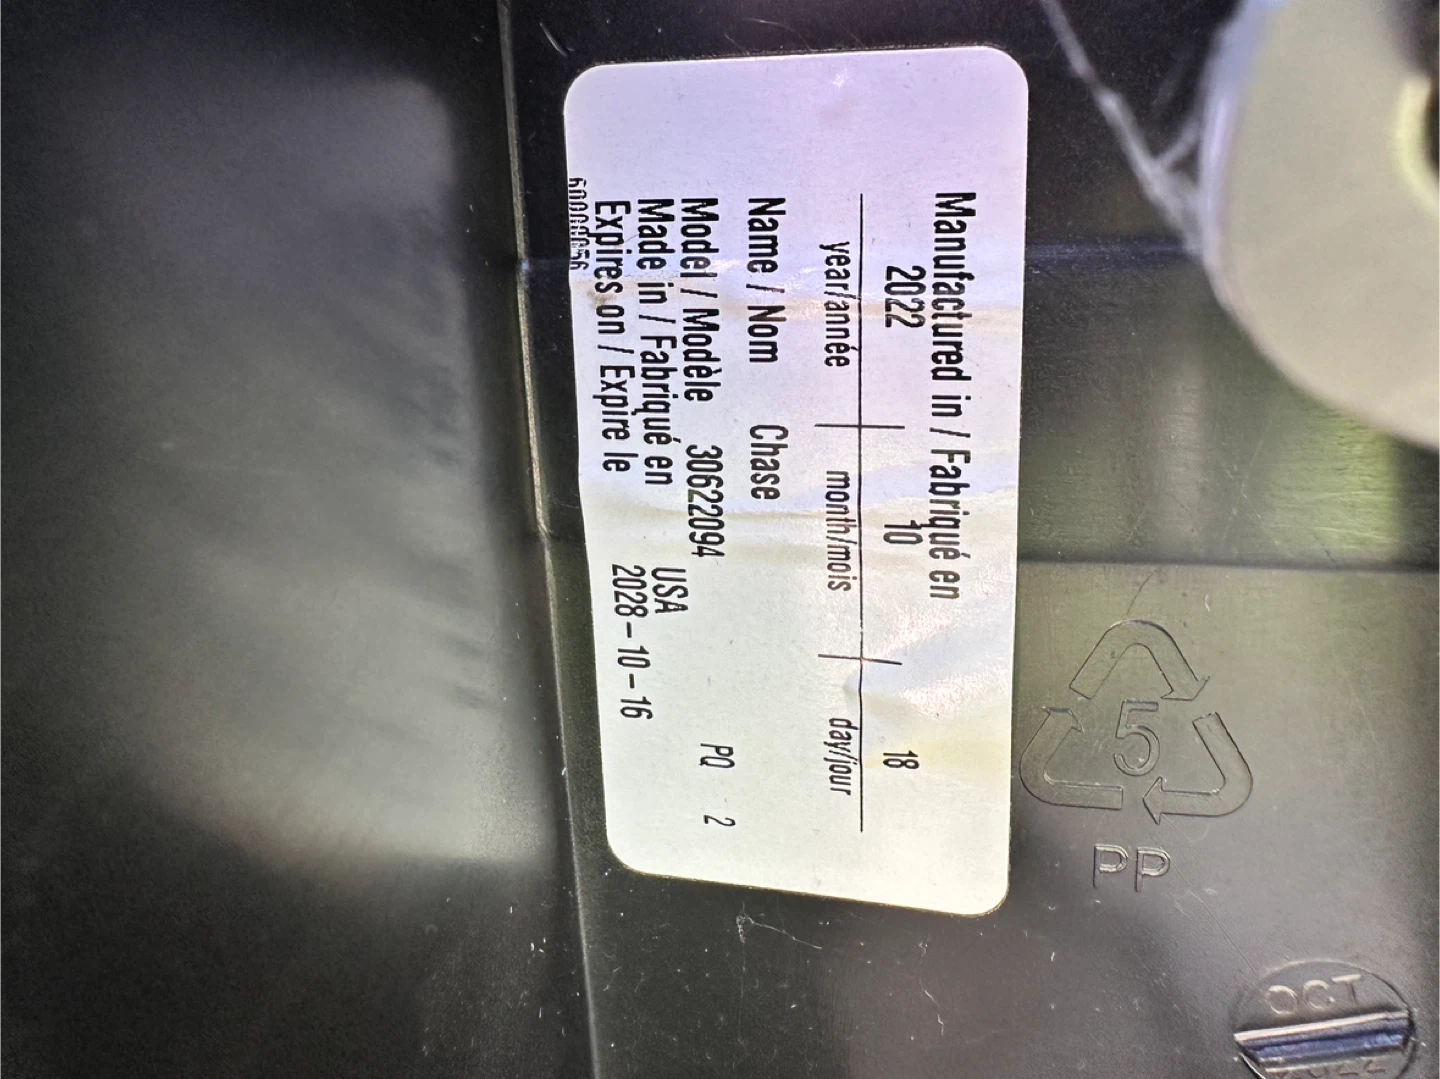 Manufactured in / Fabriqué en
2022 10 18
year/année month/mois day/jour
Name / Nom Chase
Model / Modèle 30622094 PQ 2
Made in / Fabriqué en USA
Expires on / Expire le 2028-10-16
5
PP
OCT